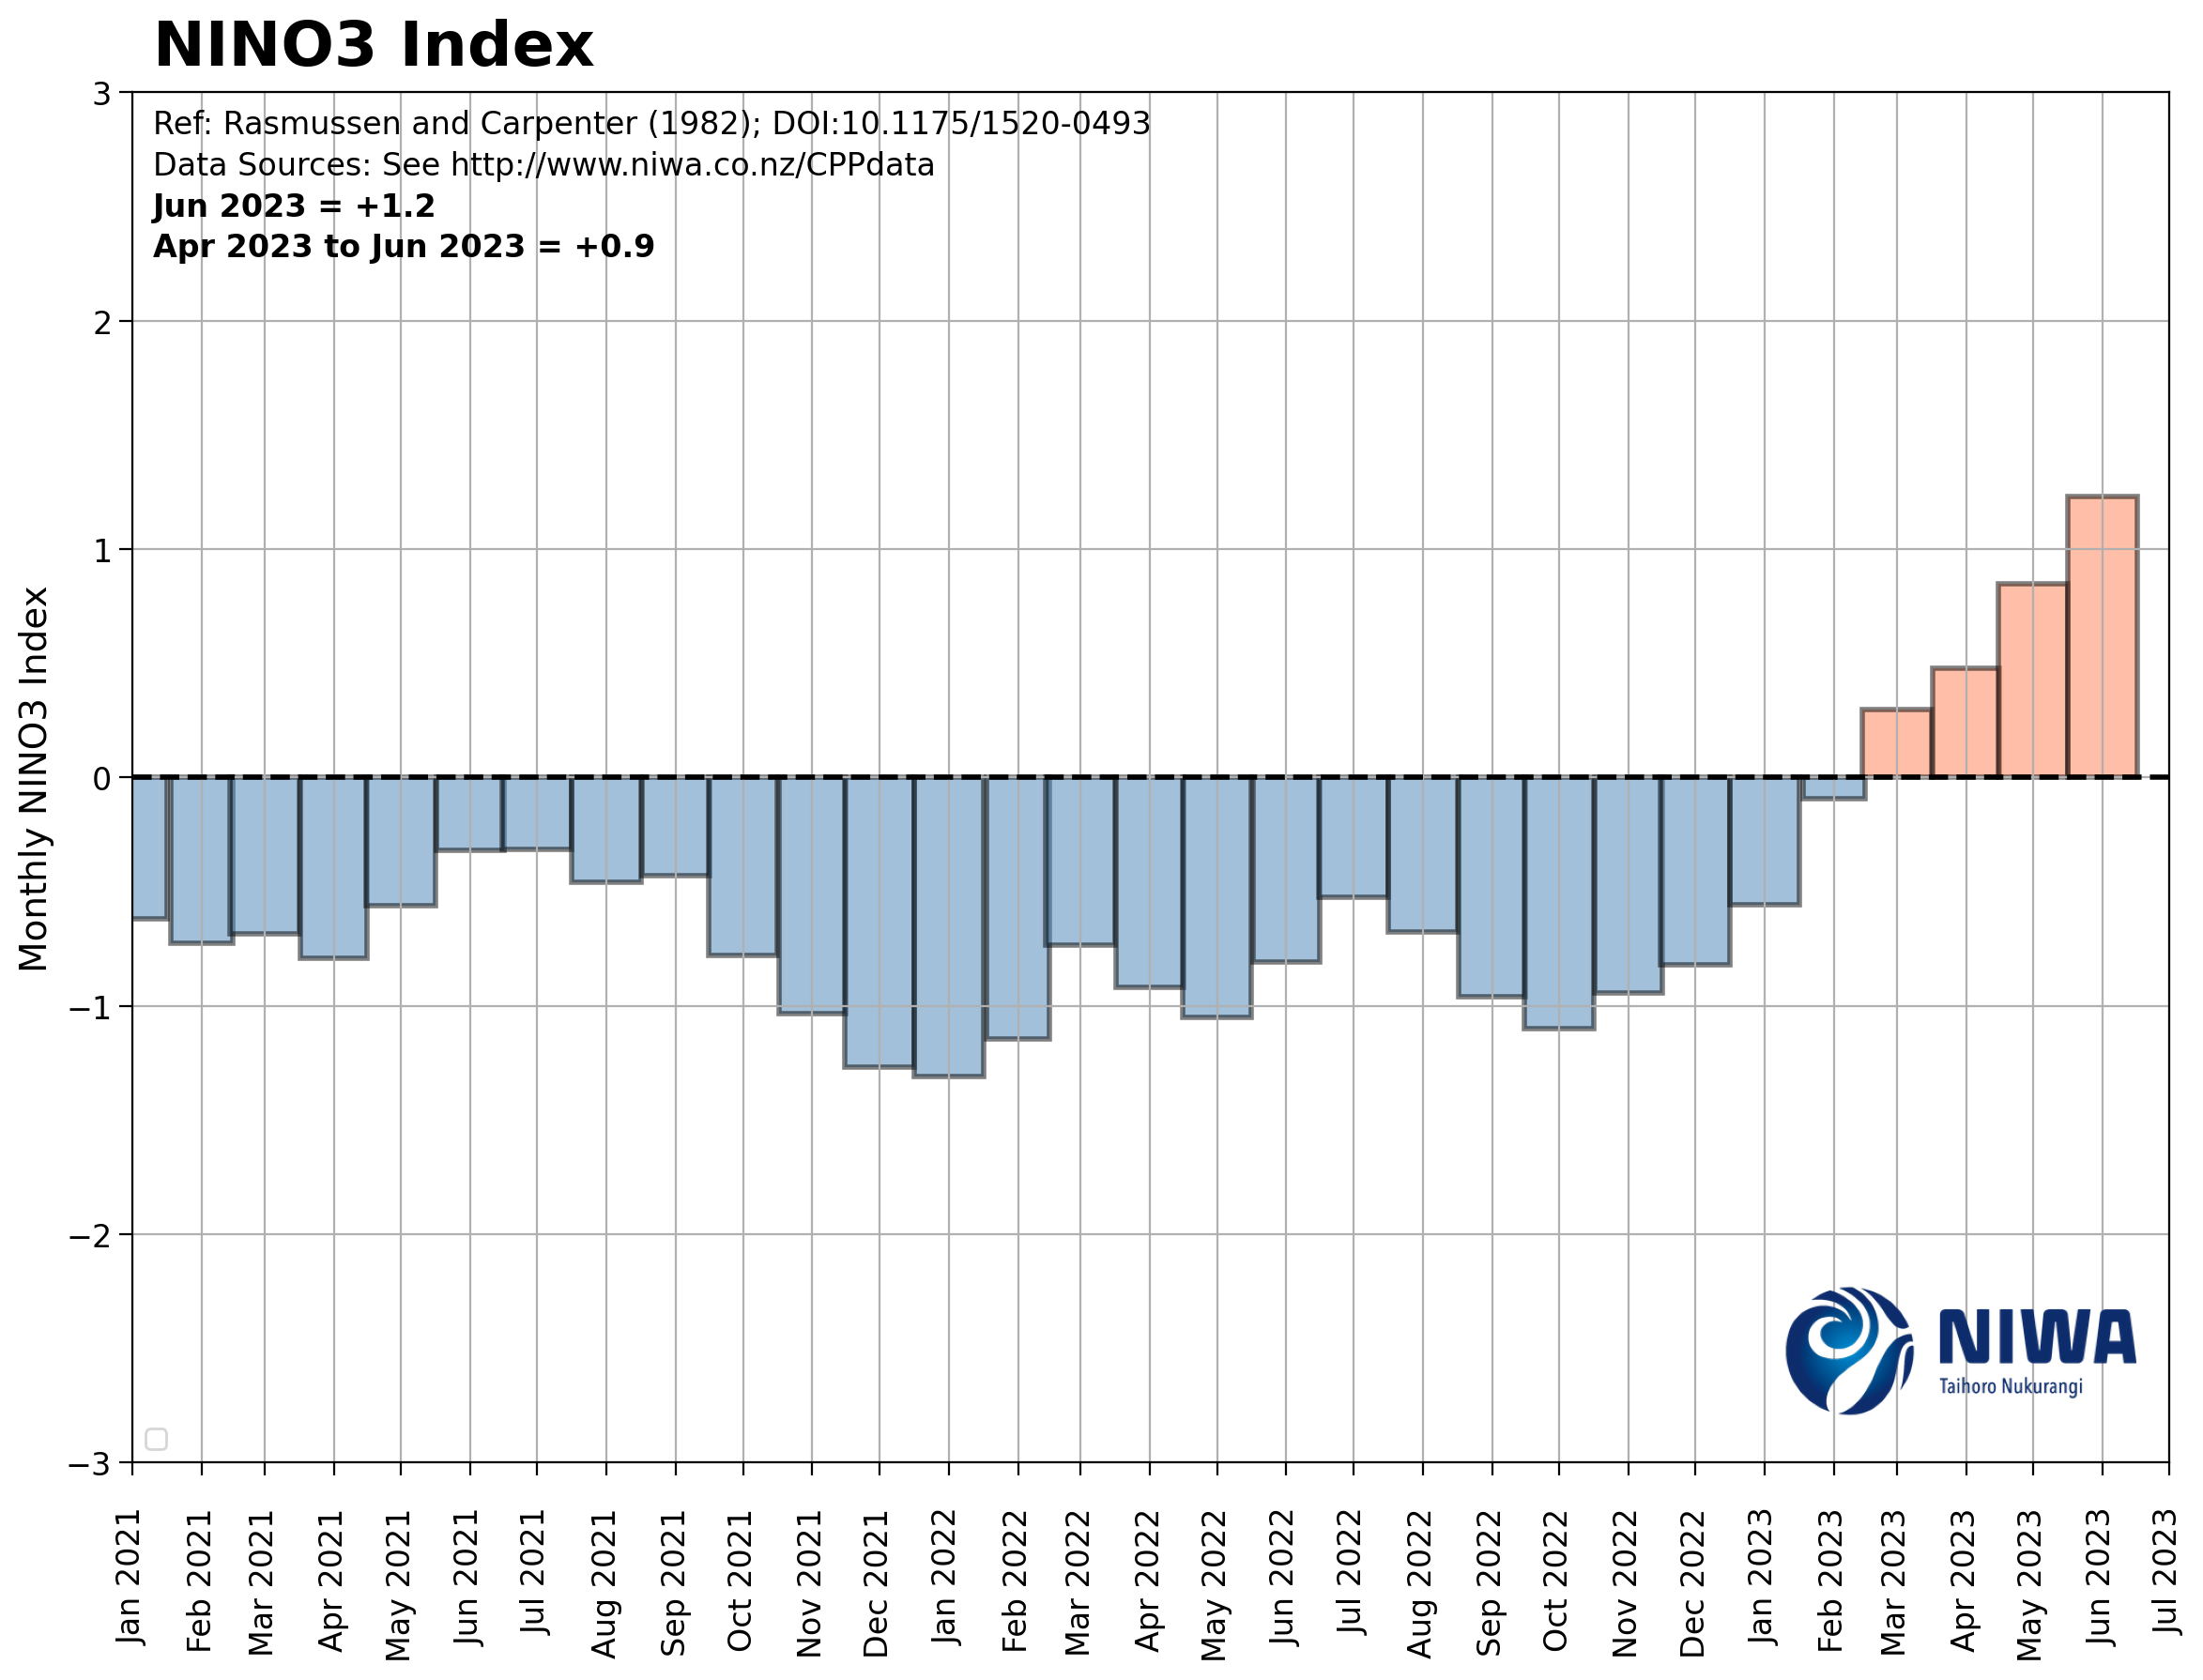 NINO3 Index
Ref: Rasmussen and Carpenter (1982); DOI:10.1175/1520-0493
Data Sources: See http://www.niwa.co.nz/CPPdata
Jun 2023 = +1.2
Apr 2023 to Jun 2023 = +0.9
Monthly NINO3 Index
3
2
1
0
−1
−2
−3
NIWA
Taihoro Nukurangi
Jan 2021
Feb 2021
Mar 2021
Apr 2021
May 2021
Jun 2021
Jul 2021
Aug 2021
Sep 2021
Oct 2021
Nov 2021
Dec 2021
Jan 2022
Feb 2022
Mar 2022
Apr 2022
May 2022
Jun 2022
Jul 2022
Aug 2022
Sep 2022
Oct 2022
Nov 2022
Dec 2022
Jan 2023
Feb 2023
Mar 2023
Apr 2023
May 2023
Jun 2023
Jul 2023